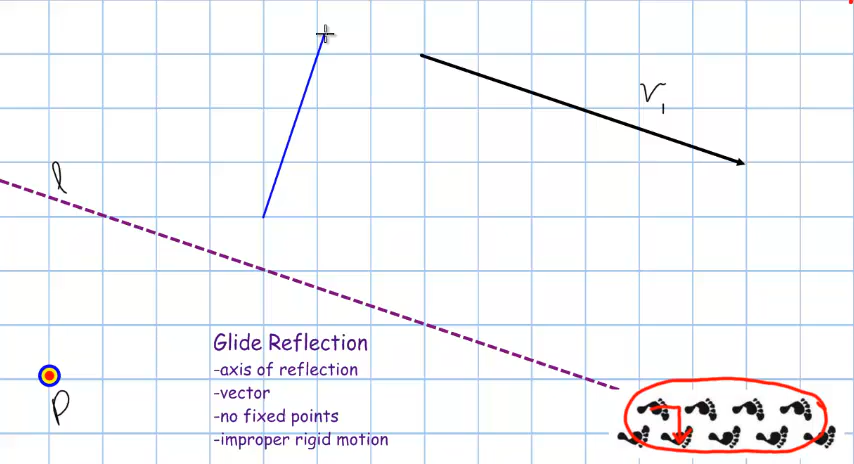 V₁
l
Glide Reflection
-axis of reflection
-vector
-no fixed points
-improper rigid motion
P